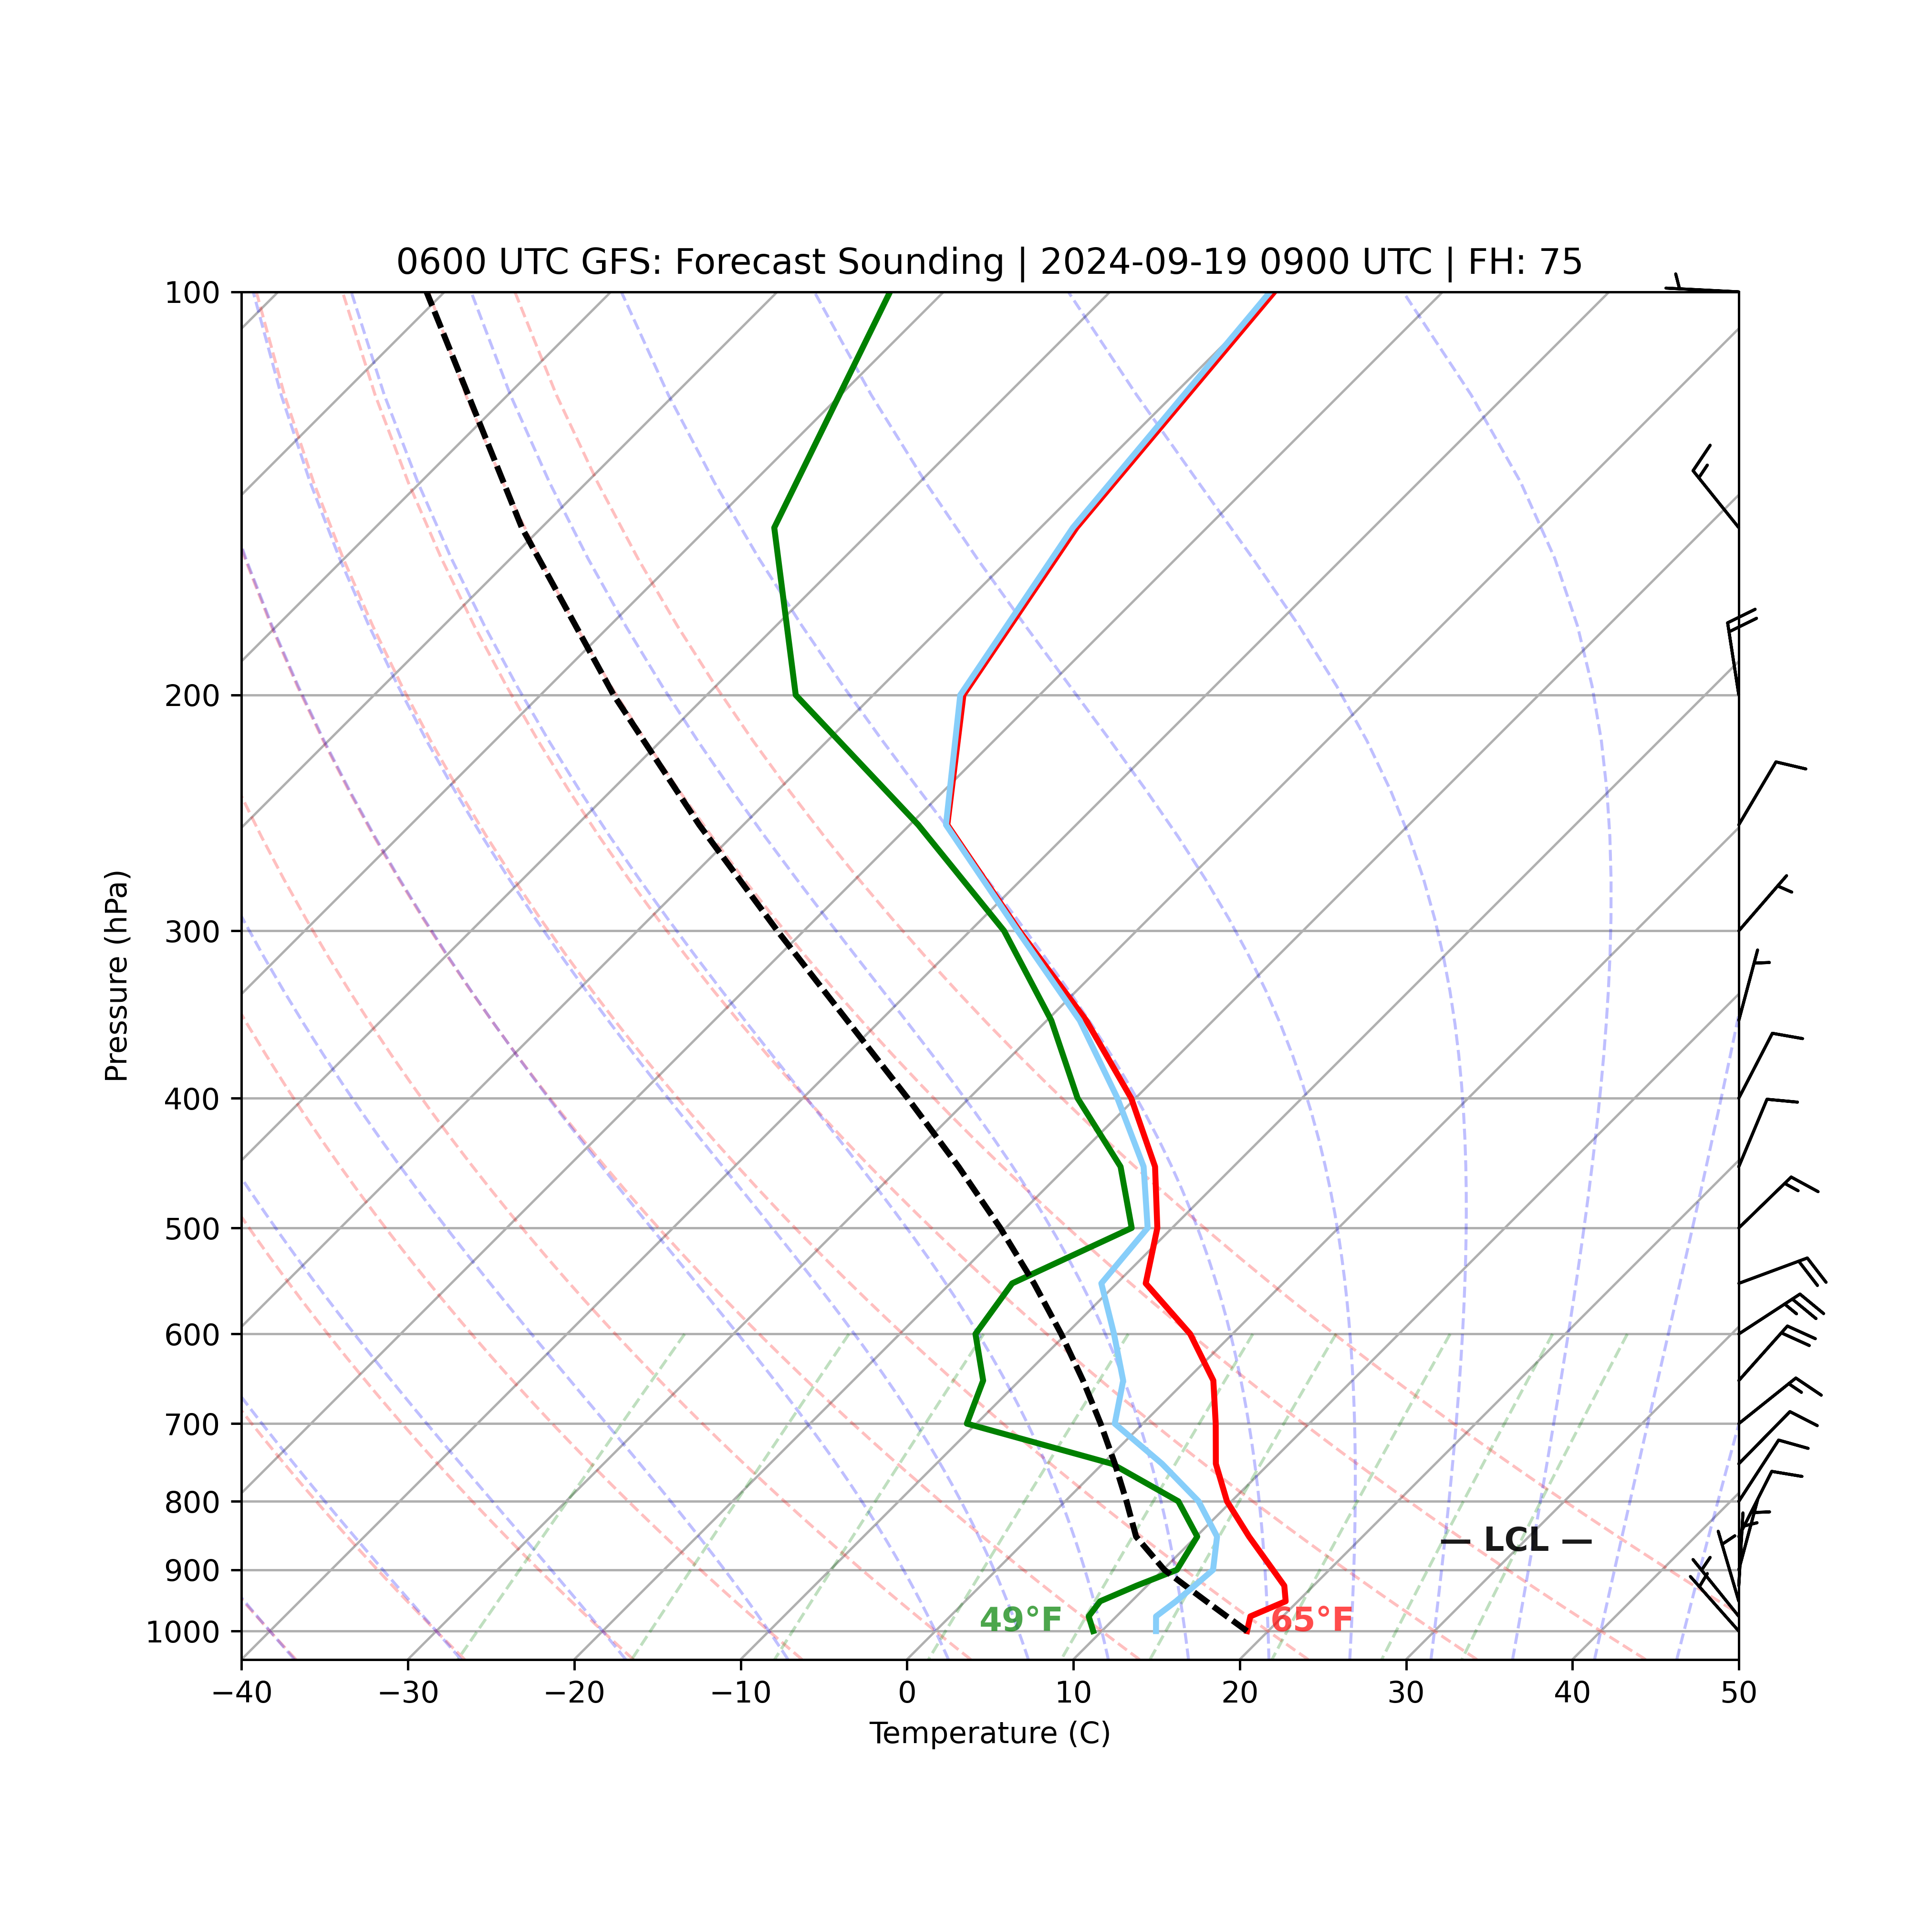 0600 UTC GFS: Forecast Sounding | 2024-09-19 0900 UTC | FH: 75
100
200
300
400
500
600
700
800
900
1000
Pressure (hPa)
— LCL —
49°F
65°F
−40 −30 −20 −10 0 10 20 30 40 50
Temperature (C)